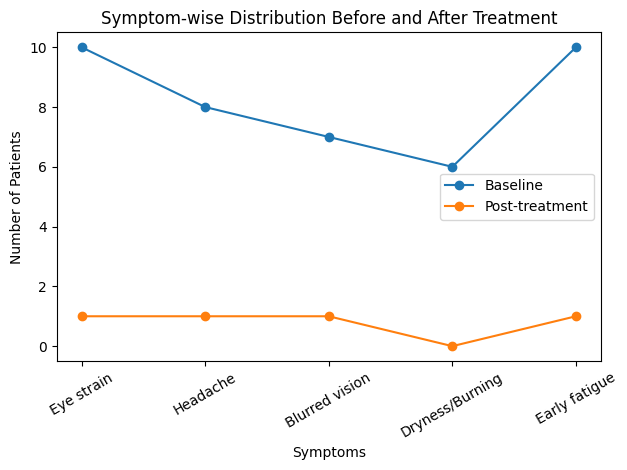 Symptom-wise Distribution Before and After Treatment
10
8
6
4
2
0
Number of Patients
Baseline
Post-treatment
Eye strain
Headache
Blurred vision
Dryness/Burning
Early fatigue
Symptoms